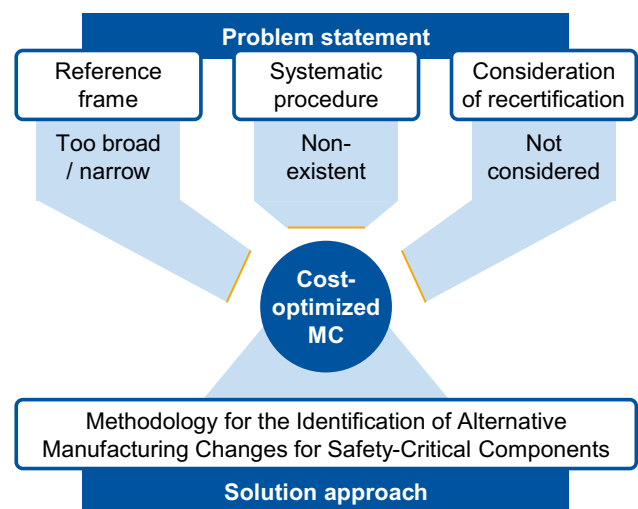 Problem statement
Reference
frame
Systematic
procedure
Consideration
of recertification
Too broad
/ narrow
Non-
existent
Not
considered
Cost-
optimized
MC
Methodology for the Identification of Alternative
Manufacturing Changes for Safety-Critical Components
Solution approach